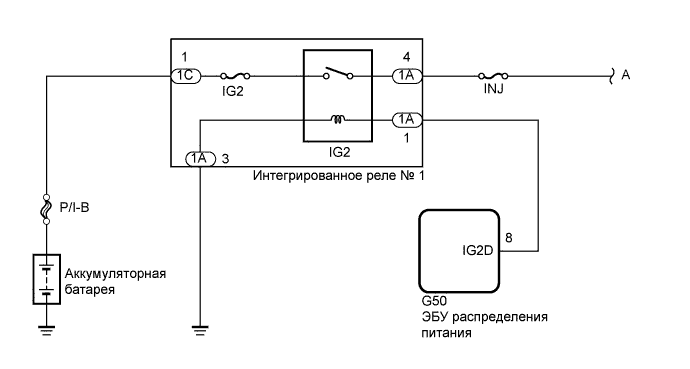 1
1C
IG2
4
1A
INJ
A
1A
1
IG2
1A
3
Интегрированное реле № 1
P/I-B
Аккумуляторная
батарея
8
IG2D
G50
ЭБУ распределения
питания